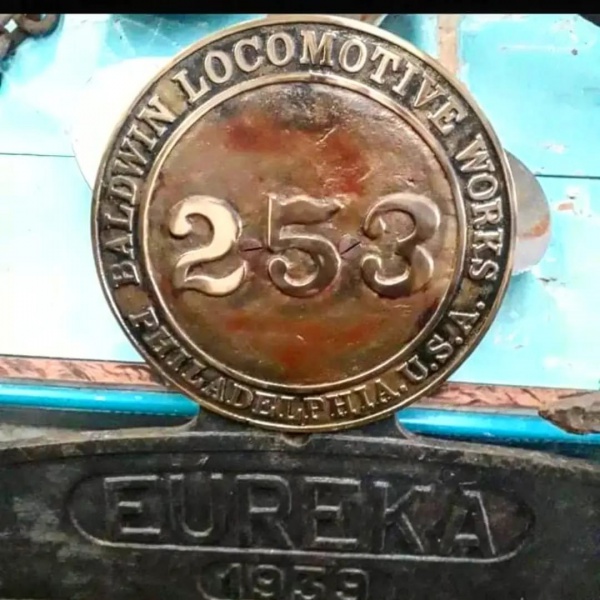 BALDWIN LOCOMOTIVE WORKS.
253
PHILADELPHIA, U.S.A.
EUREKA
1939